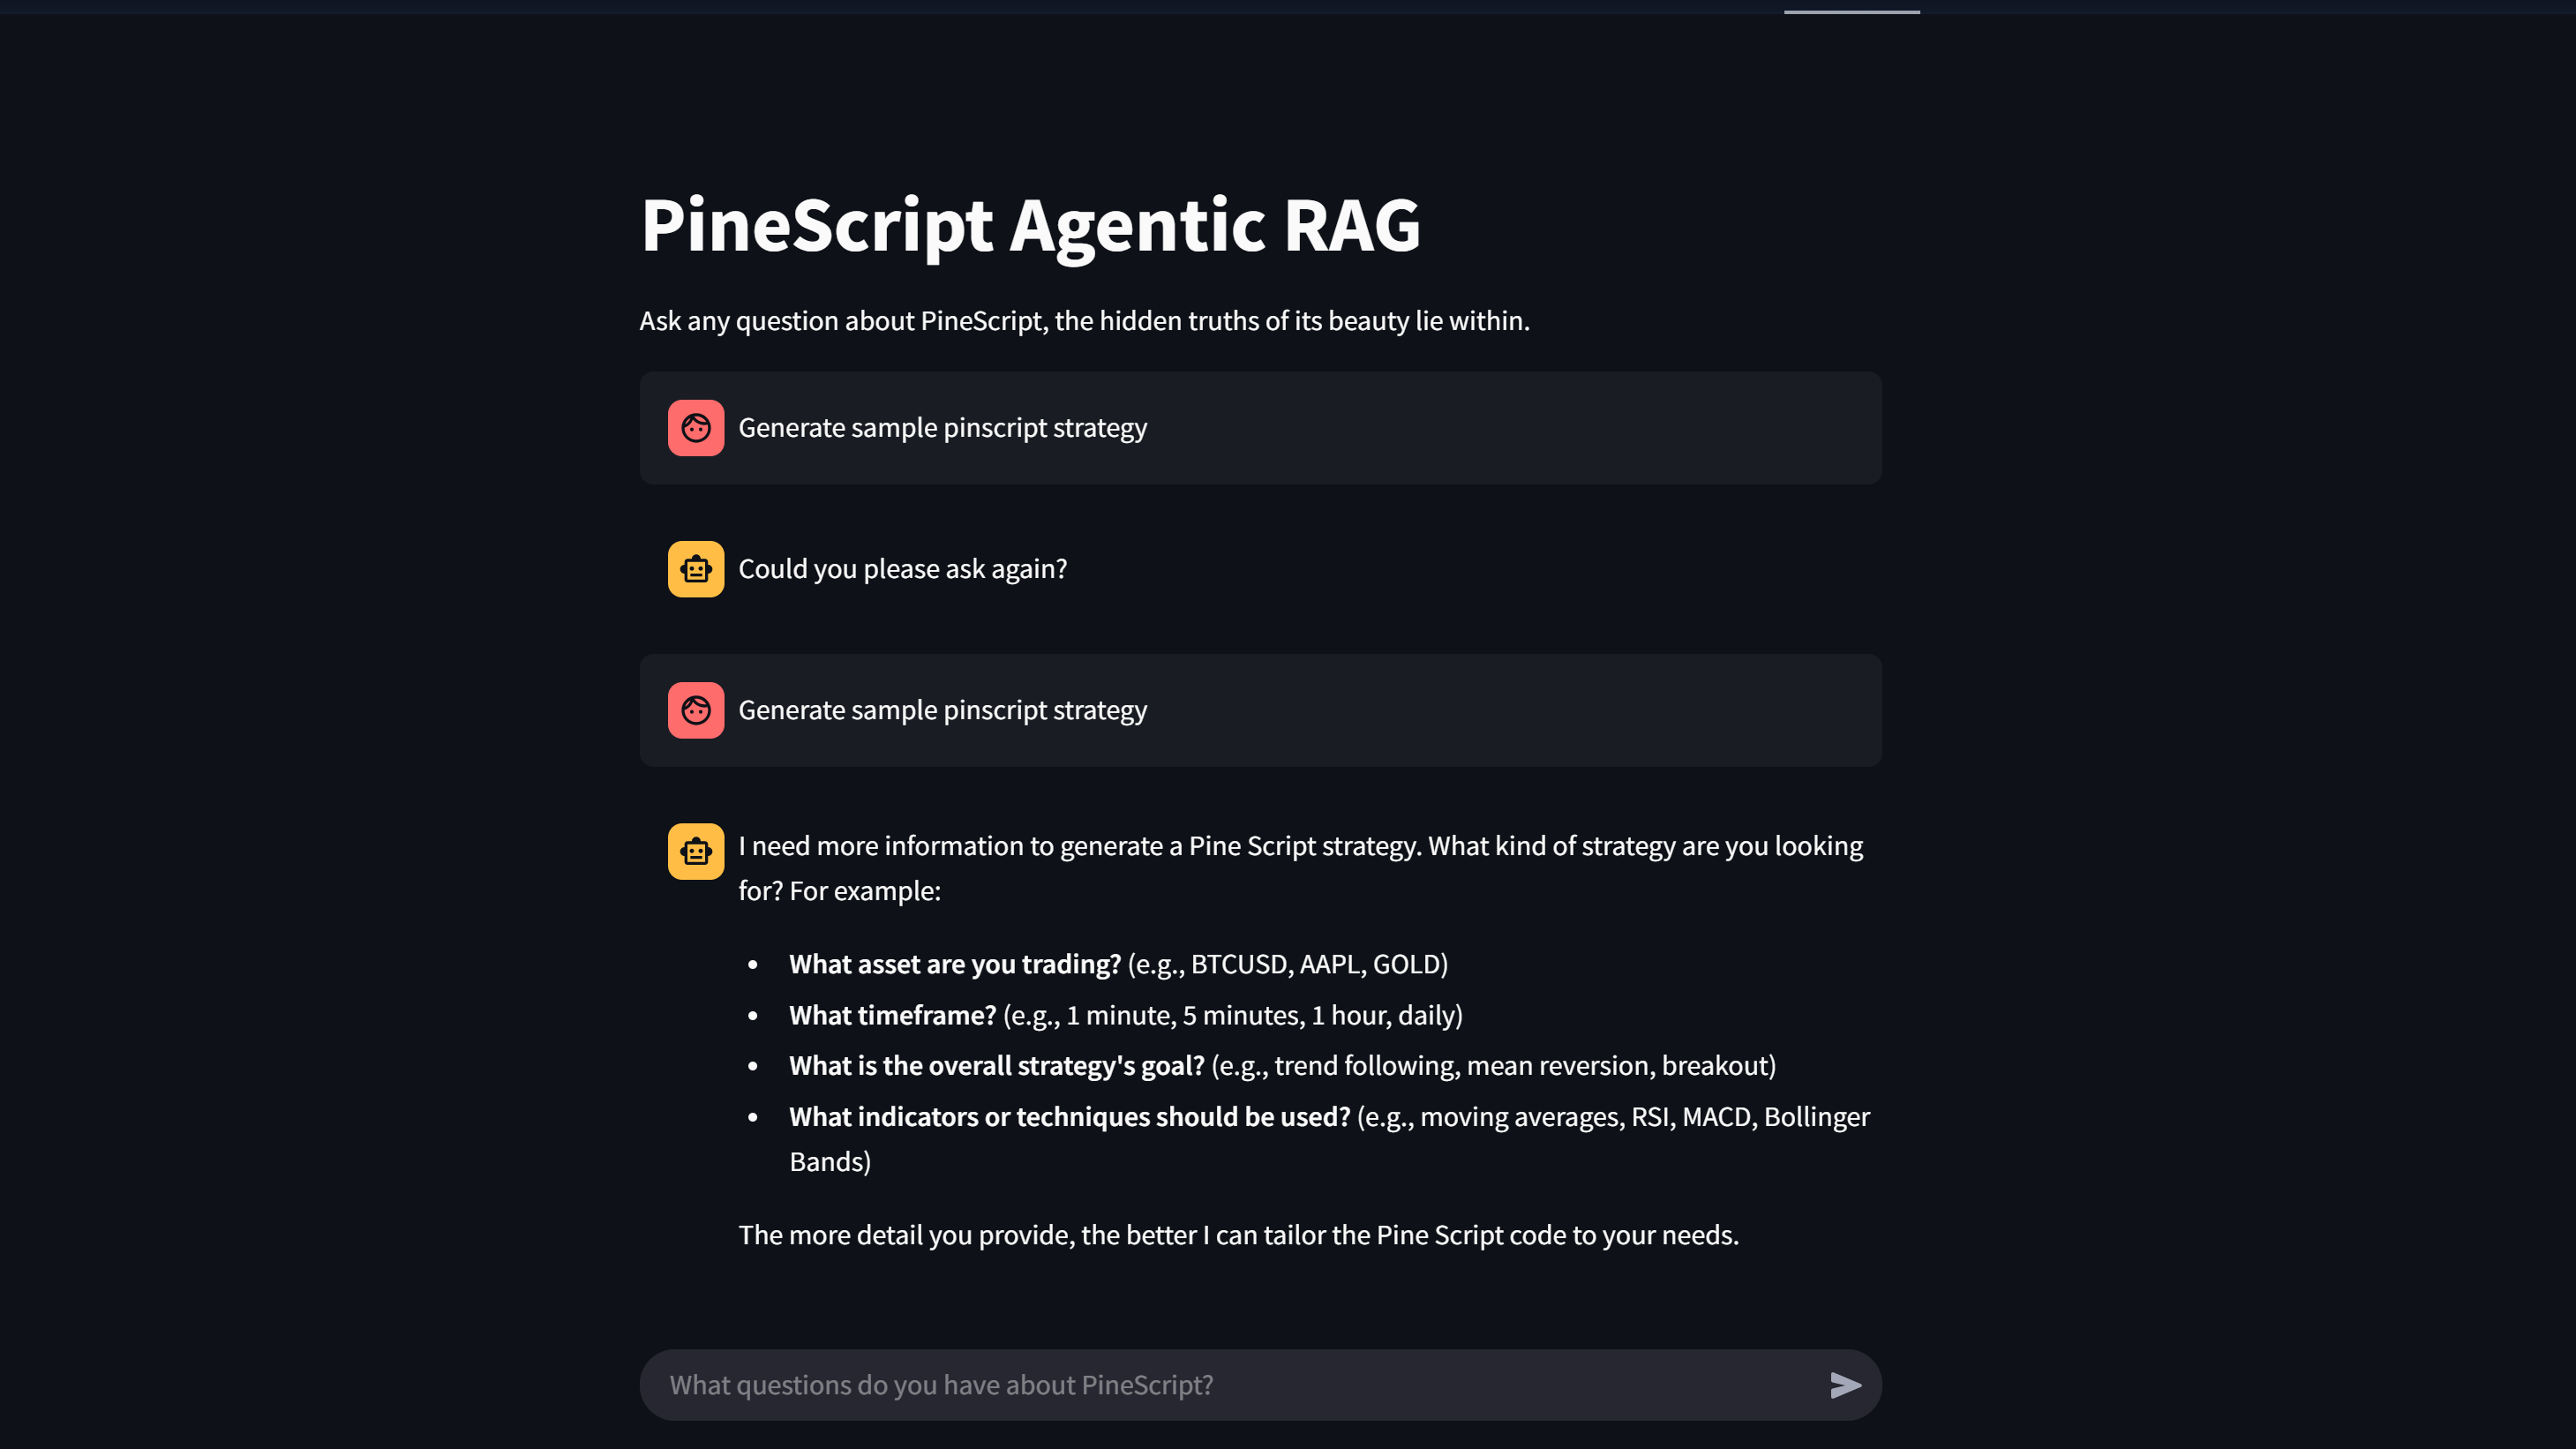 PineScript Agentic RAG
Ask any question about PineScript, the hidden truths of its beauty lie within.
Generate sample pinscript strategy
Could you please ask again?
Generate sample pinscript strategy
I need more information to generate a Pine Script strategy. What kind of strategy are you looking
for? For example:
• What asset are you trading? (e.g., BTCUSD, AAPL, GOLD)
• What timeframe? (e.g., 1 minute, 5 minutes, 1 hour, daily)
• What is the overall strategy's goal? (e.g., trend following, mean reversion, breakout)
• What indicators or techniques should be used? (e.g., moving averages, RSI, MACD, Bollinger
Bands)
The more detail you provide, the better I can tailor the Pine Script code to your needs.
What questions do you have about PineScript?